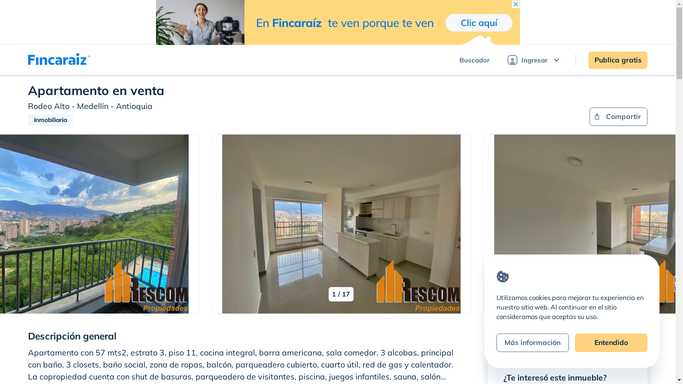 En Fincaraíz te ven porque te ven
Clic aquí
Fincaraíz
Buscador
Ingresar
Publica gratis
Apartamento en venta
Rodeo Alto - Medellín - Antioquia
Inmobiliaria
Compartir
RESCOM
Propiedades
1 / 17
RESCOM
Propiedades
Utilizamos cookies para mejorar tu experiencia en
nuestro sitio web. Al continuar en el sitio
consideramos que aceptas su uso.
Más información
Entendido
Descripción general
Apartamento con 57 mts2, estrato 3, piso 11, cocina integral, barra americana, sala comedor, 3 alcobas, principal
con baño, 3 closets, baño social, zona de ropas, balcón, parqueadero cubierto, cuarto útil, red de gas y calentador.
La copropiedad cuenta con shut de basuras, parqueadero de visitantes, piscina, juegos infantiles, sauna, salón...
¿Te interesó este inmueble?